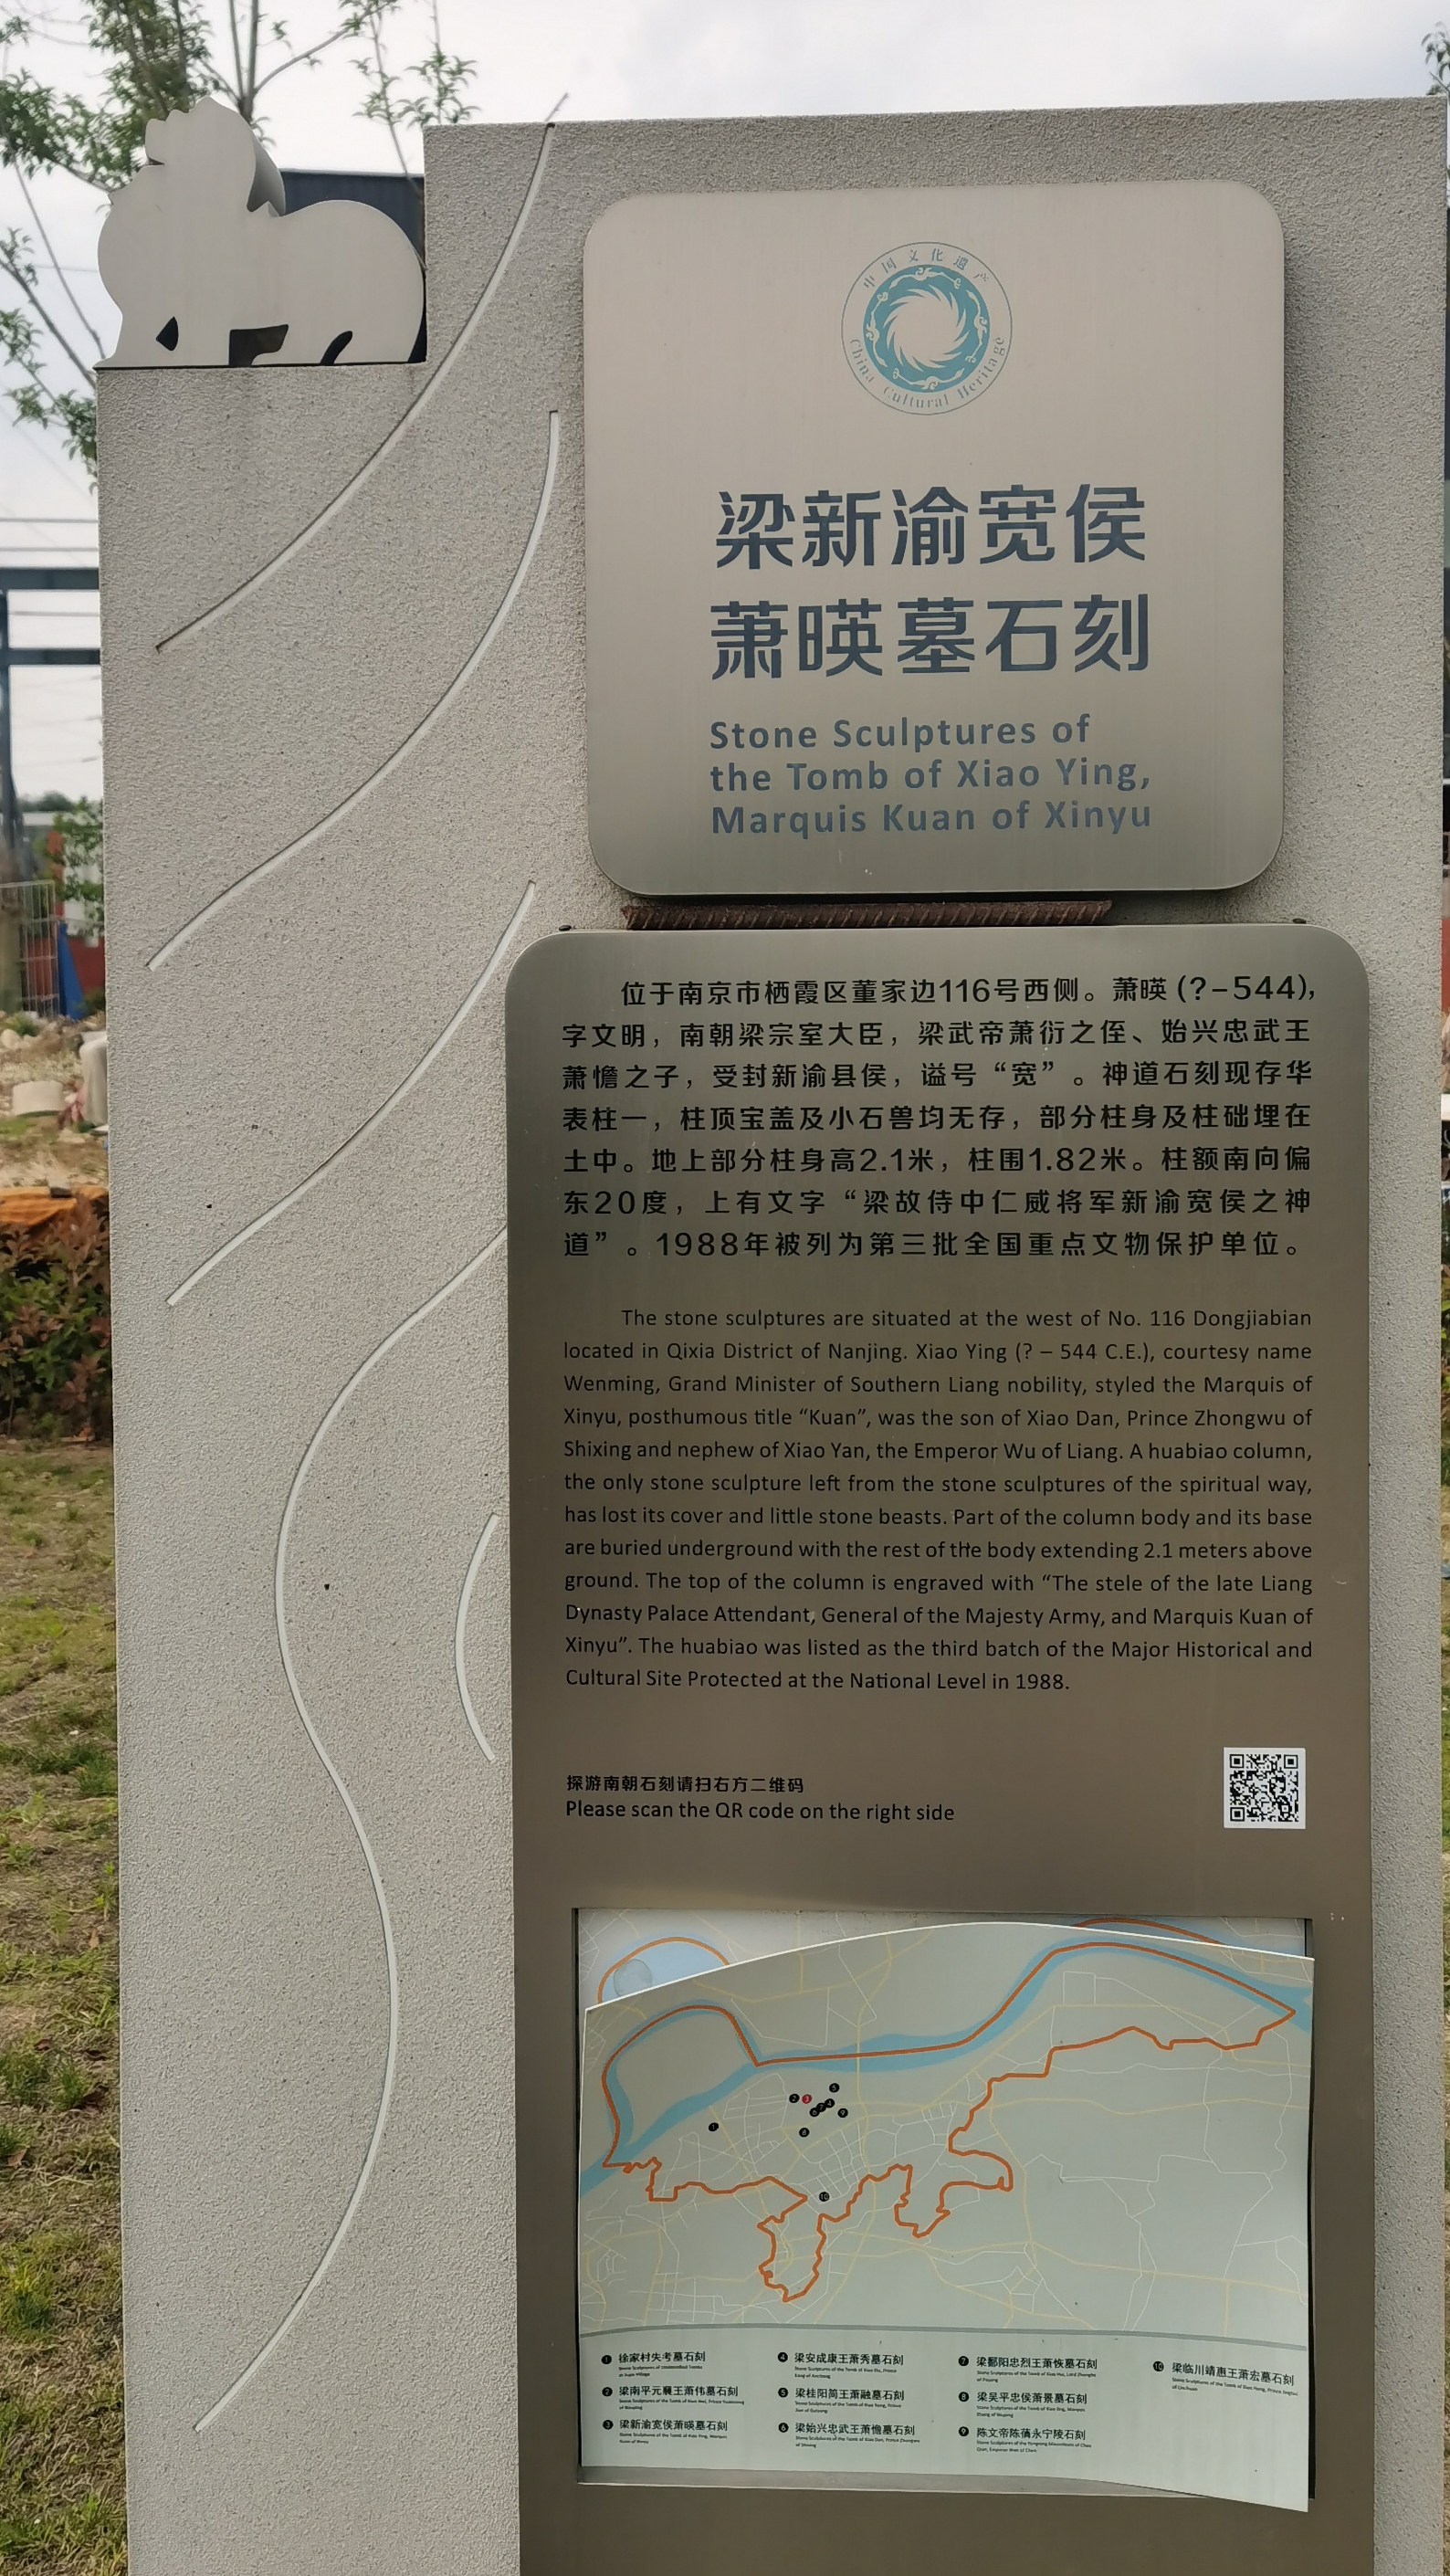 中国文化遗产
China Cultural Heritage
梁新渝宽侯
萧暎墓石刻
Stone Sculptures of
the Tomb of Xiao Ying,
Marquis Kuan of Xinyu
位于南京市栖霞区董家边116号西侧。萧暎(?-544),
字文明，南朝梁宗室大臣，梁武帝萧衍之侄、始兴忠武王
萧憺之子，受封新渝县侯，谥号“宽”。神道石刻现存华
表柱一，柱顶宝盖及小石兽均无存，部分柱身及柱础埋在
土中。地上部分柱身高2.1米，柱围1.82米。柱额南向偏
东20度，上有文字“梁故侍中仁威将军新渝宽侯之神
道”。1988年被列为第三批全国重点文物保护单位。
The stone sculptures are situated at the west of No. 116 Dongjiabian
located in Qixia District of Nanjing. Xiao Ying (? – 544 C.E.), courtesy name
Wenming, Grand Minister of Southern Liang nobility, styled the Marquis of
Xinyu, posthumous title “Kuan”, was the son of Xiao Dan, Prince Zhongwu of
Shixing and nephew of Xiao Yan, the Emperor Wu of Liang. A huabiao column,
the only stone sculpture left from the stone sculptures of the spiritual way,
has lost its cover and little stone beasts. Part of the column body and its base
are buried underground with the rest of the body extending 2.1 meters above
ground. The top of the column is engraved with “The stele of the late Liang
Dynasty Palace Attendant, General of the Majesty Army, and Marquis Kuan of
Xinyu”. The huabiao was listed as the third batch of the Major Historical and
Cultural Site Protected at the National Level in 1988.
探游南朝石刻请扫右方二维码
Please scan the QR code on the right side
1 徐家村失考墓石刻
2 梁南平元襄王萧伟墓石刻
3 梁新渝宽侯萧暎墓石刻
4 梁安成康王萧秀墓石刻
5 梁桂阳简王萧融墓石刻
6 梁始兴忠武王萧憺墓石刻
7 梁鄱阳忠烈王萧恢墓石刻
8 梁吴平忠侯萧景墓石刻
9 陈文帝陈蒨永宁陵石刻
10 梁临川靖惠王萧宏墓石刻